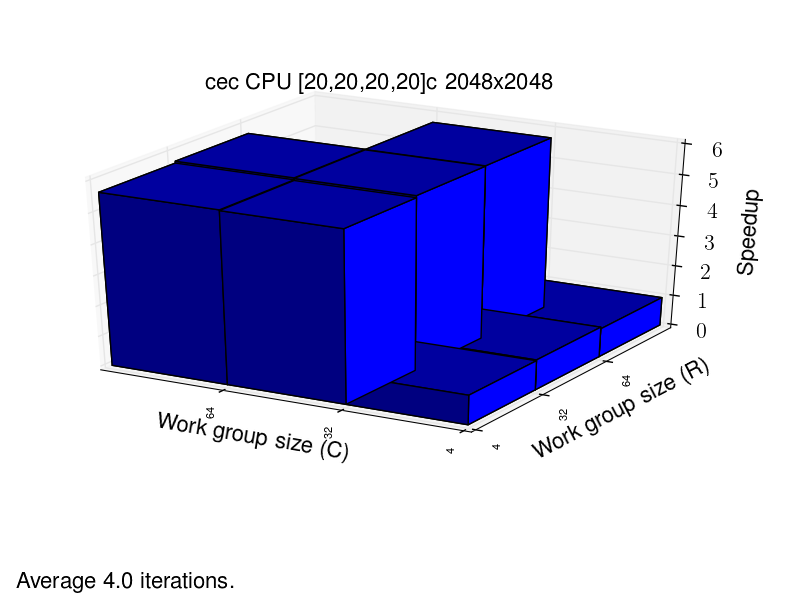 cec CPU [20,20,20,20]c 2048x2048
6
5
4
3
2
1
0
Speedup
64
32
4
Work group size (C)
4
32
64
Work group size (R)
Average 4.0 iterations.